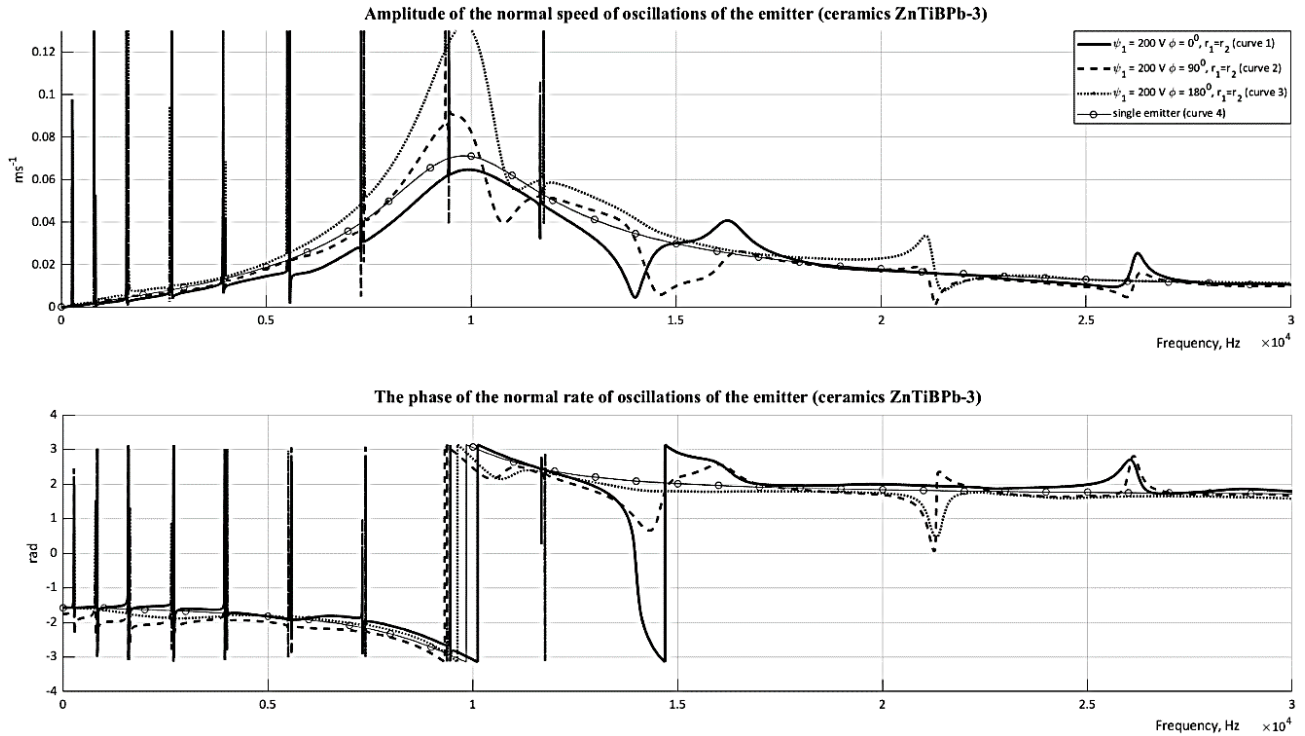 Amplitude of the normal speed of oscillations of the emitter (ceramics ZnTiBPb-3)
ψ1 = 200 V ϕ = 0⁰, r1=r2 (curve 1)
ψ1 = 200 V ϕ = 90⁰, r1=r2 (curve 2)
ψ1 = 200 V ϕ = 180⁰, r1=r2 (curve 3)
single emitter (curve 4)
ms⁻¹
0.12
0.1
0.08
0.06
0.04
0.02
0
0 0.5 1 1.5 2 2.5 3
Frequency, Hz ×10⁴
The phase of the normal rate of oscillations of the emitter (ceramics ZnTiBPb-3)
rad
4
3
2
1
0
-1
-2
-3
-4
0 0.5 1 1.5 2 2.5 3
Frequency, Hz ×10⁴